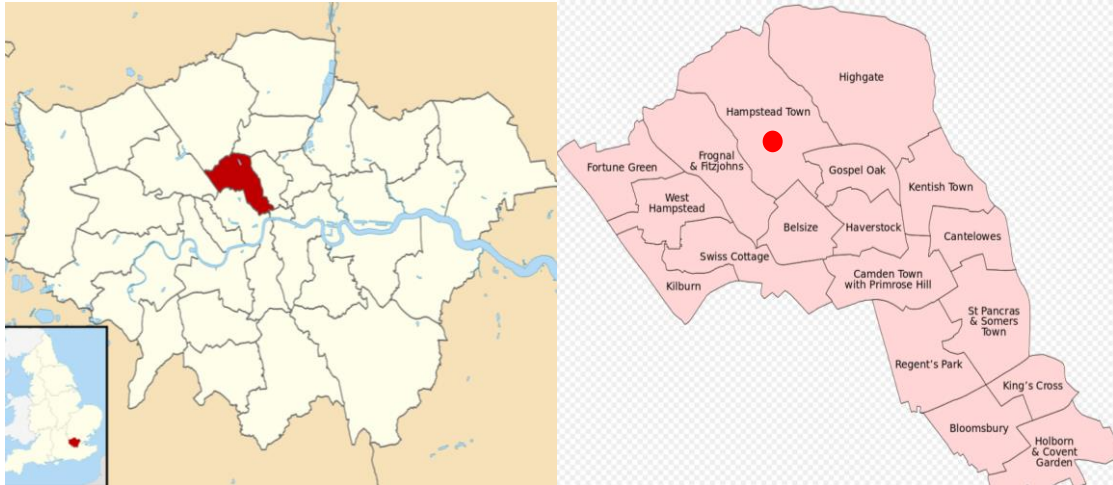 Highgate
Hampstead Town
Frognal
& Fitzjohns
Fortune Green
Gospel Oak
Kentish Town
West
Hampstead
Belsize
Haverstock
Cantelowes
Swiss Cottage
Kilburn
Camden Town
with Primrose Hill
St Pancras
& Somers
Town
Regent's Park
King's Cross
Bloomsbury
Holborn
& Covent
Garden